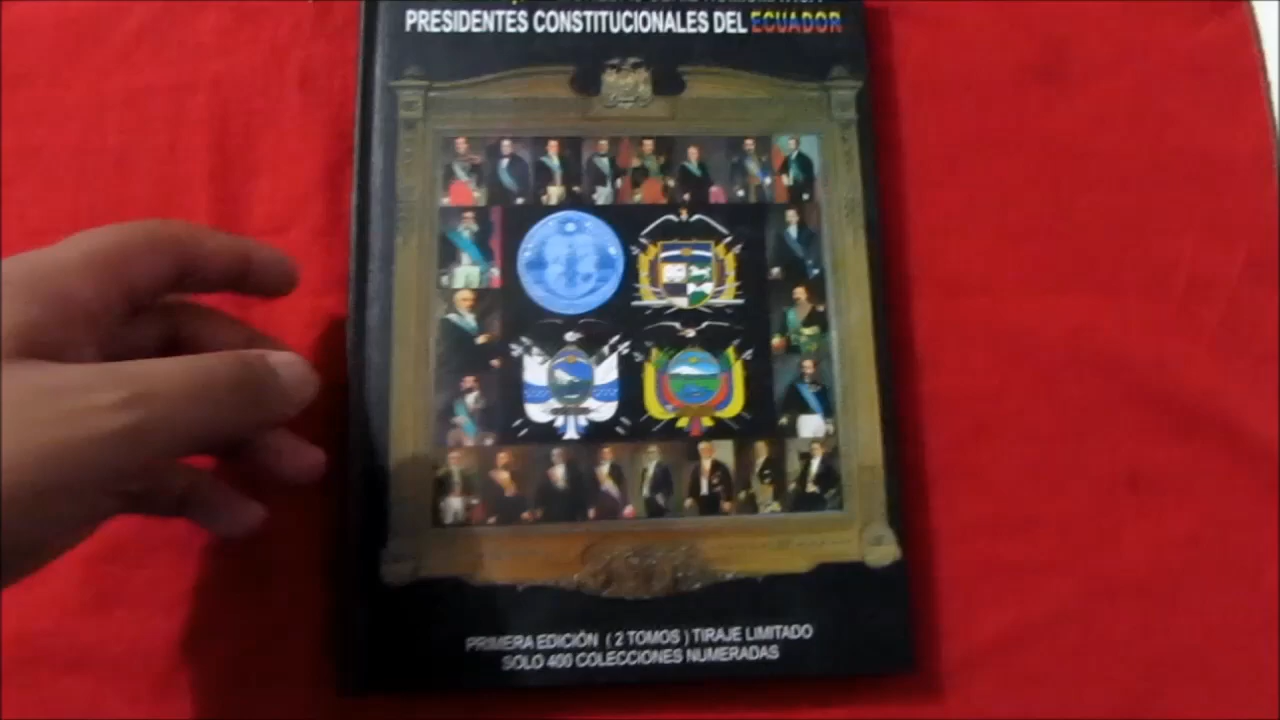 PRESIDENTES CONSTITUCIONALES DEL ECUADOR
PRIMERA EDICIÓN ( 2 TOMOS ) TIRAJE LIMITADO
SOLO 400 COLECCIONES NUMERADAS